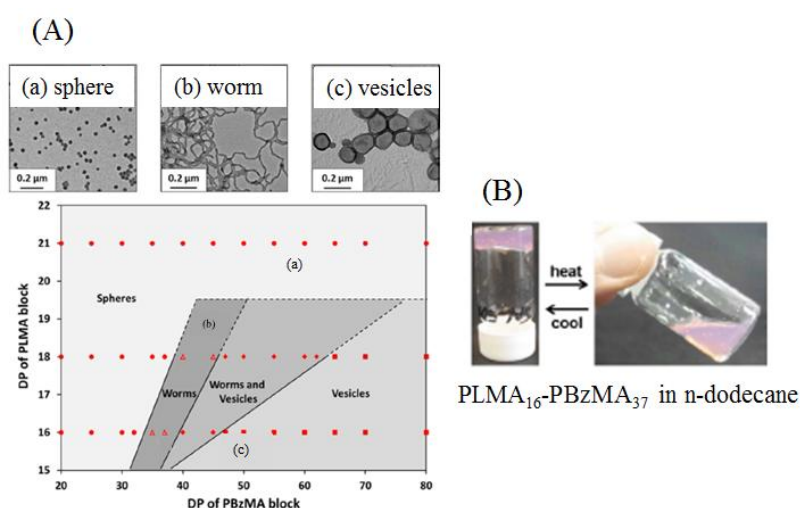 (A)
(a) sphere
(b) worm
(c) vesicles
0.2 µm
0.2 µm
0.2 µm
22
21
20
19
18
17
16
15
DP of PLMA block
Spheres
(a)
(b)
Worms
Worms and
Vesicles
Vesicles
(c)
20
30
40
50
60
70
80
DP of PBzMA block
(B)
heat
cool
PLMA₁₆-PBzMA₃₇ in n-dodecane